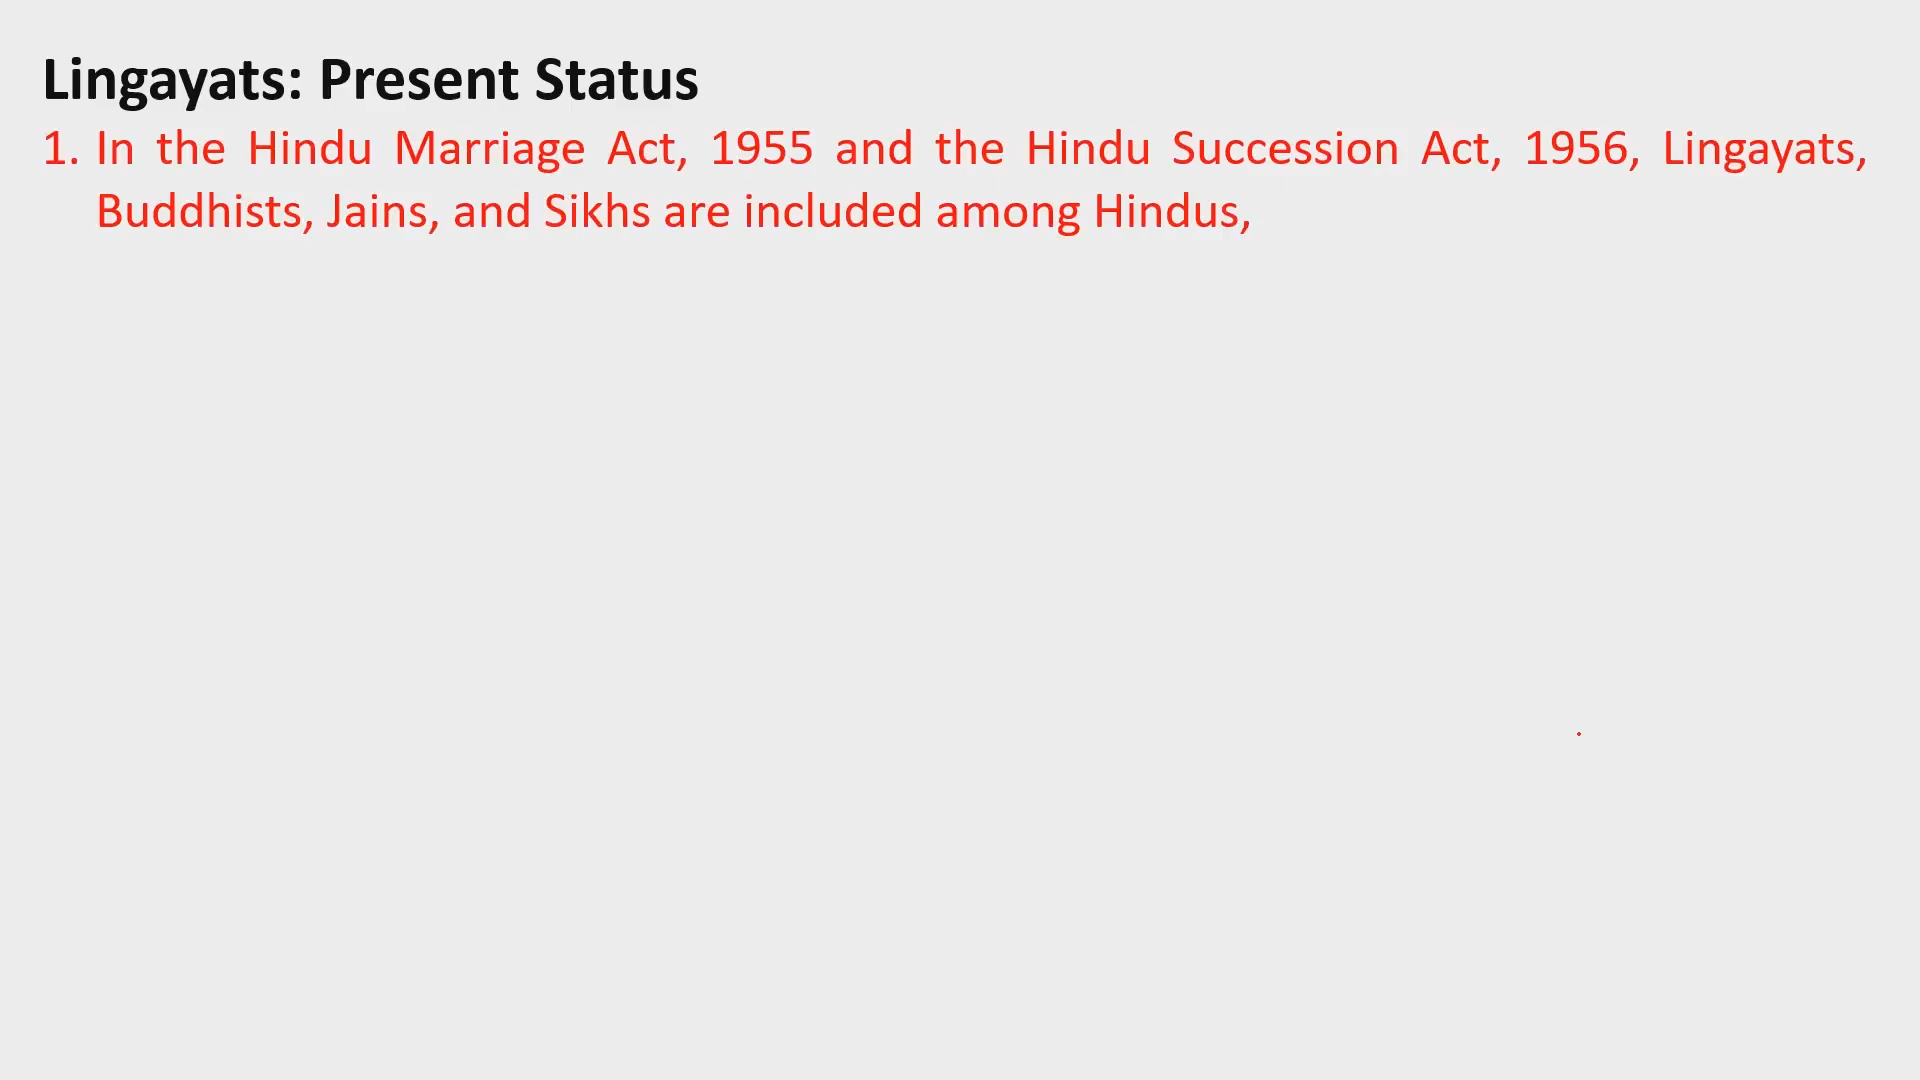 Lingayats: Present Status
1. In the Hindu Marriage Act, 1955 and the Hindu Succession Act, 1956, Lingayats,
Buddhists, Jains, and Sikhs are included among Hindus,